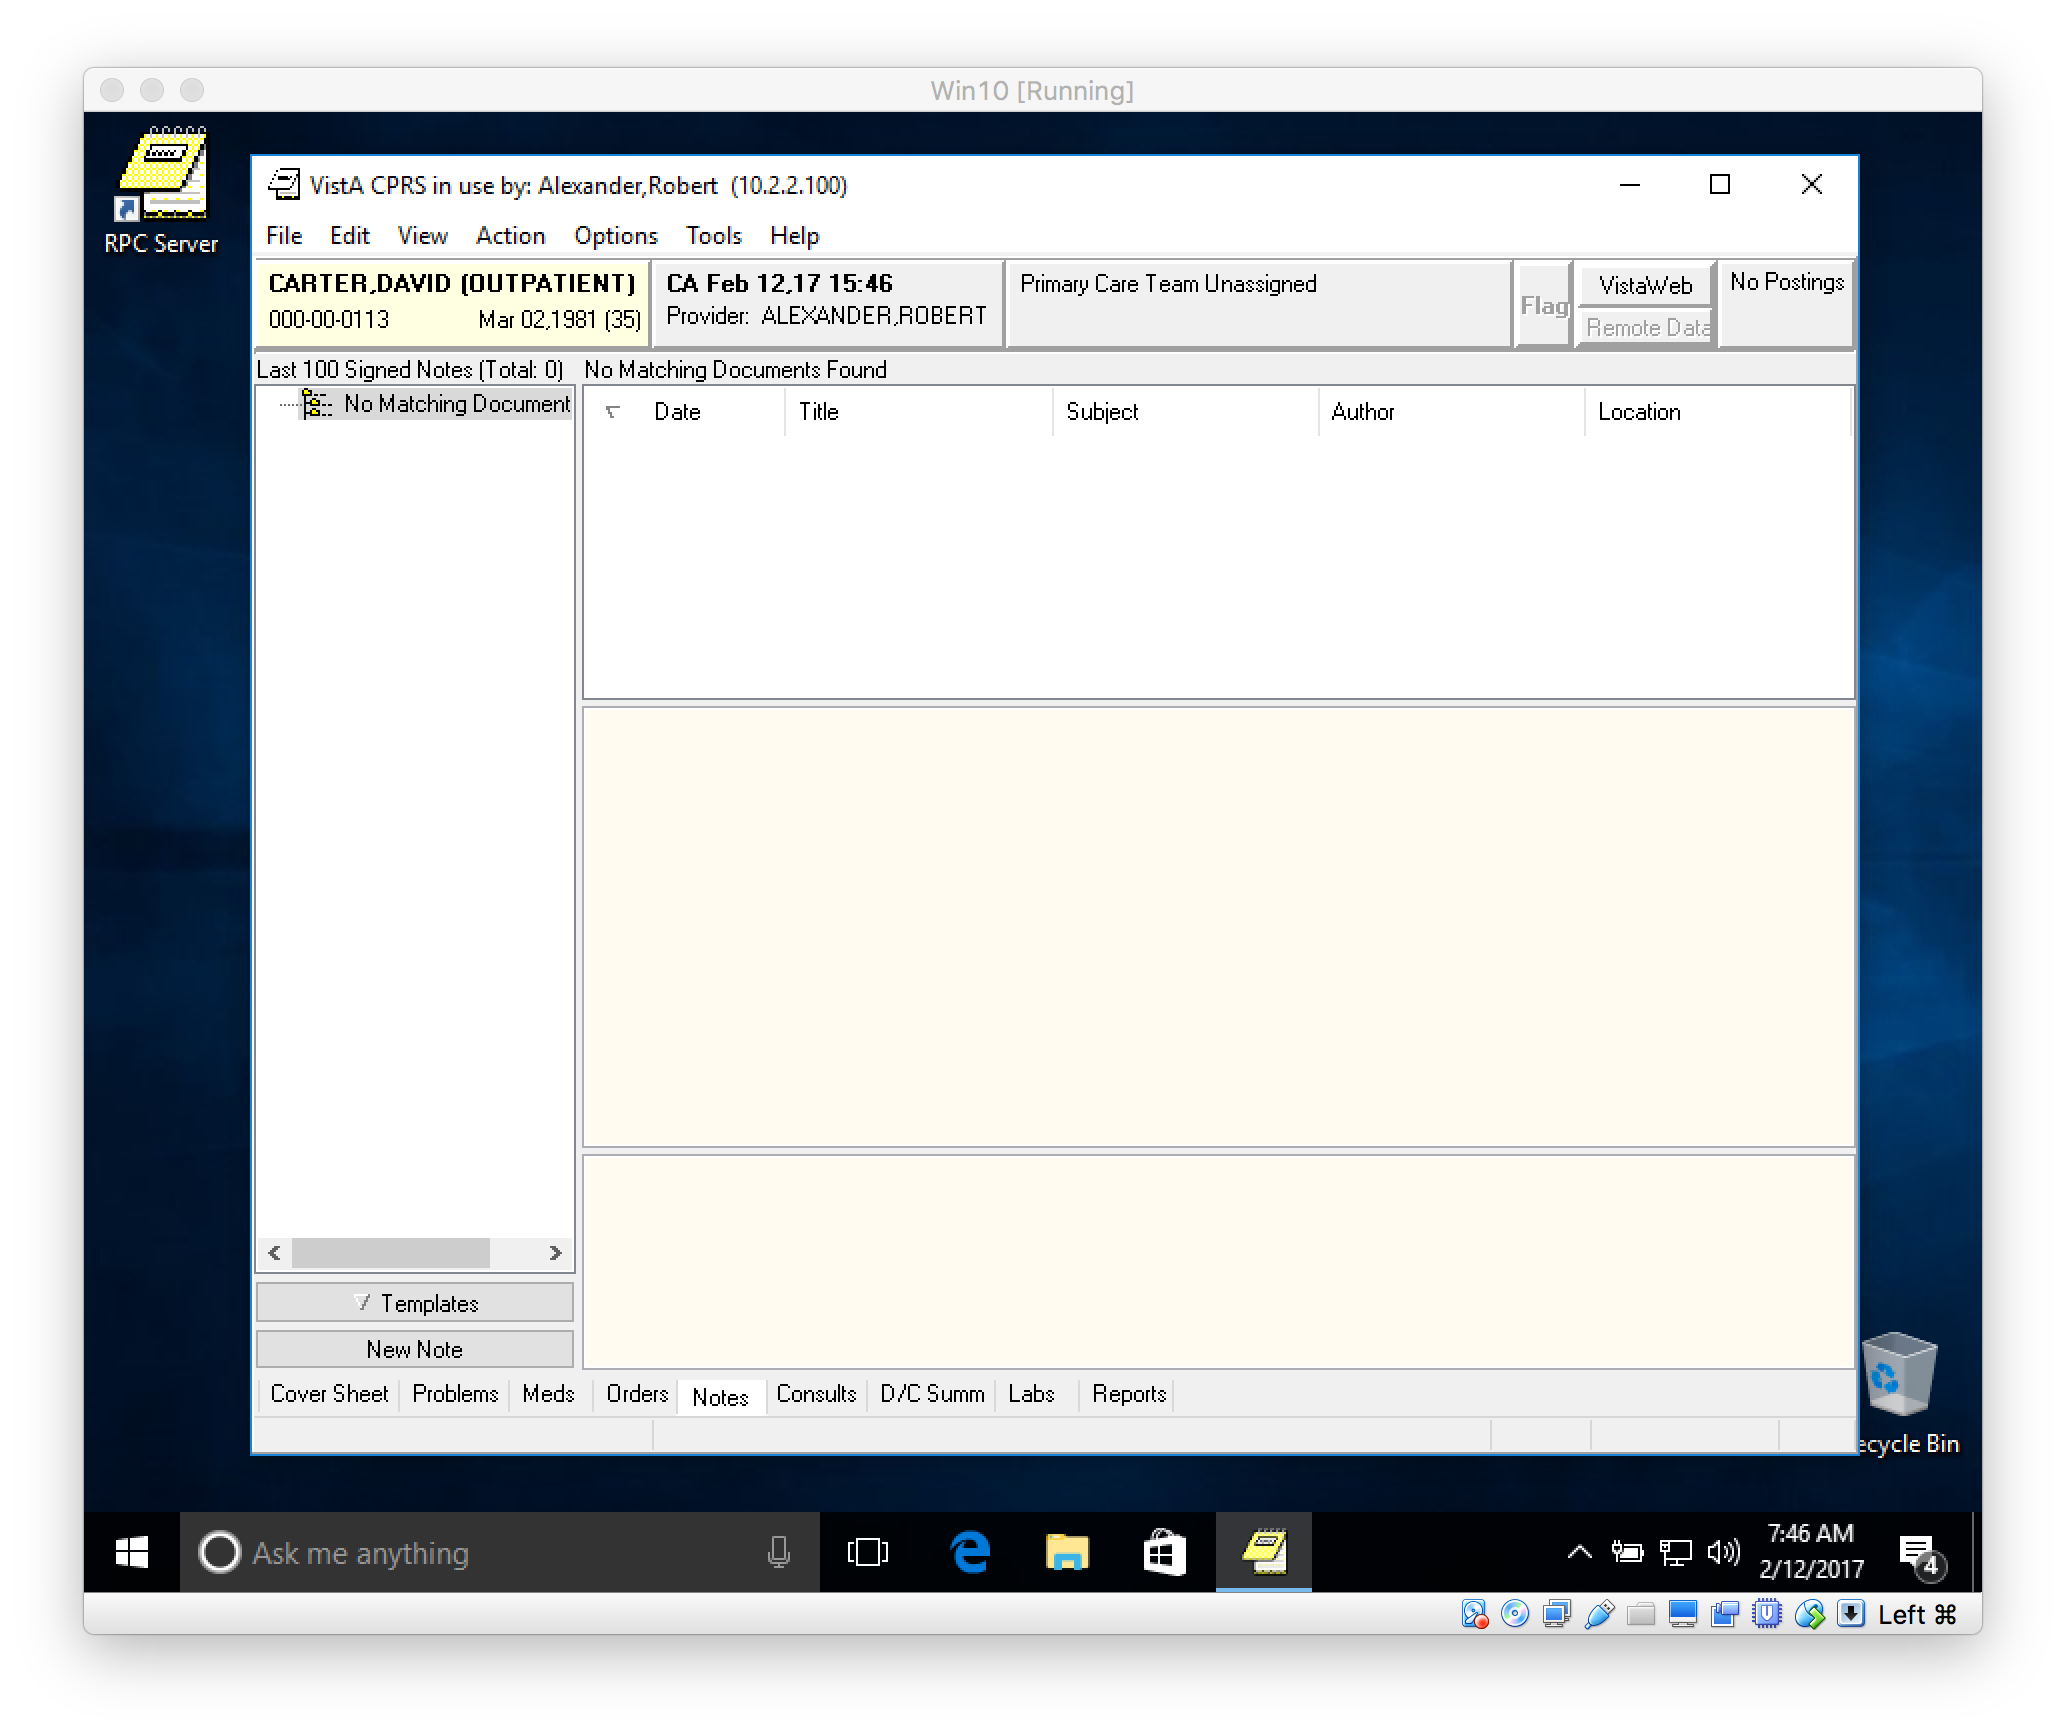 Win10 [Running]
RPC Server
VistA CPRS in use by: Alexander,Robert (10.2.2.100)
File Edit View Action Options Tools Help
CARTER,DAVID (OUTPATIENT)
000-00-0113 Mar 02,1981 (35)
CA Feb 12,17 15:46
Provider: ALEXANDER,ROBERT
Primary Care Team Unassigned
Flag
VistaWeb
Remote Data
No Postings
Last 100 Signed Notes (Total: 0)
No Matching Documents Found
No Matching Document
Date Title Subject Author Location
Templates
New Note
Cover Sheet Problems Meds Orders Notes Consults D/C Summ Labs Reports
ecycle Bin
Ask me anything
7:46 AM
2/12/2017
4
Left ⌘